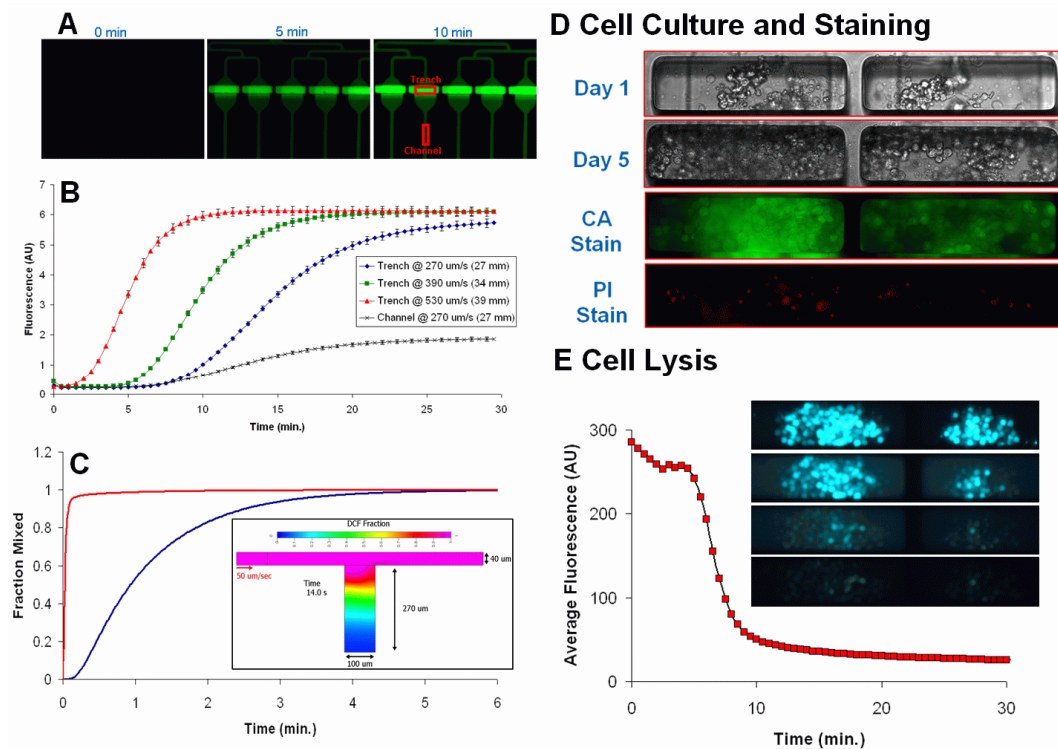 A
0 min 5 min 10 min
Trench
Channel
B
7
6
5
4
3
2
1
0
Fluorescence (AU)
Trench @ 270 um/s (27 mm)
Trench @ 390 um/s (34 mm)
Trench @ 530 um/s (39 mm)
Channel @ 270 um/s (27 mm)
0 5 10 15 20 25 30
Time (min.)
C
1.2
1
0.8
0.6
0.4
0.2
0
Fraction Mixed
DCF Fraction
40 um
50 um/sec
Time
14.0 s
270 um
100 um
0 1 2 3 4 5 6
Time (min.)
D Cell Culture and Staining
Day 1
Day 5
CA
Stain
PI
Stain
E Cell Lysis
300
200
100
0
Average Fluorescence (AU)
0 10 20 30
Time (min.)